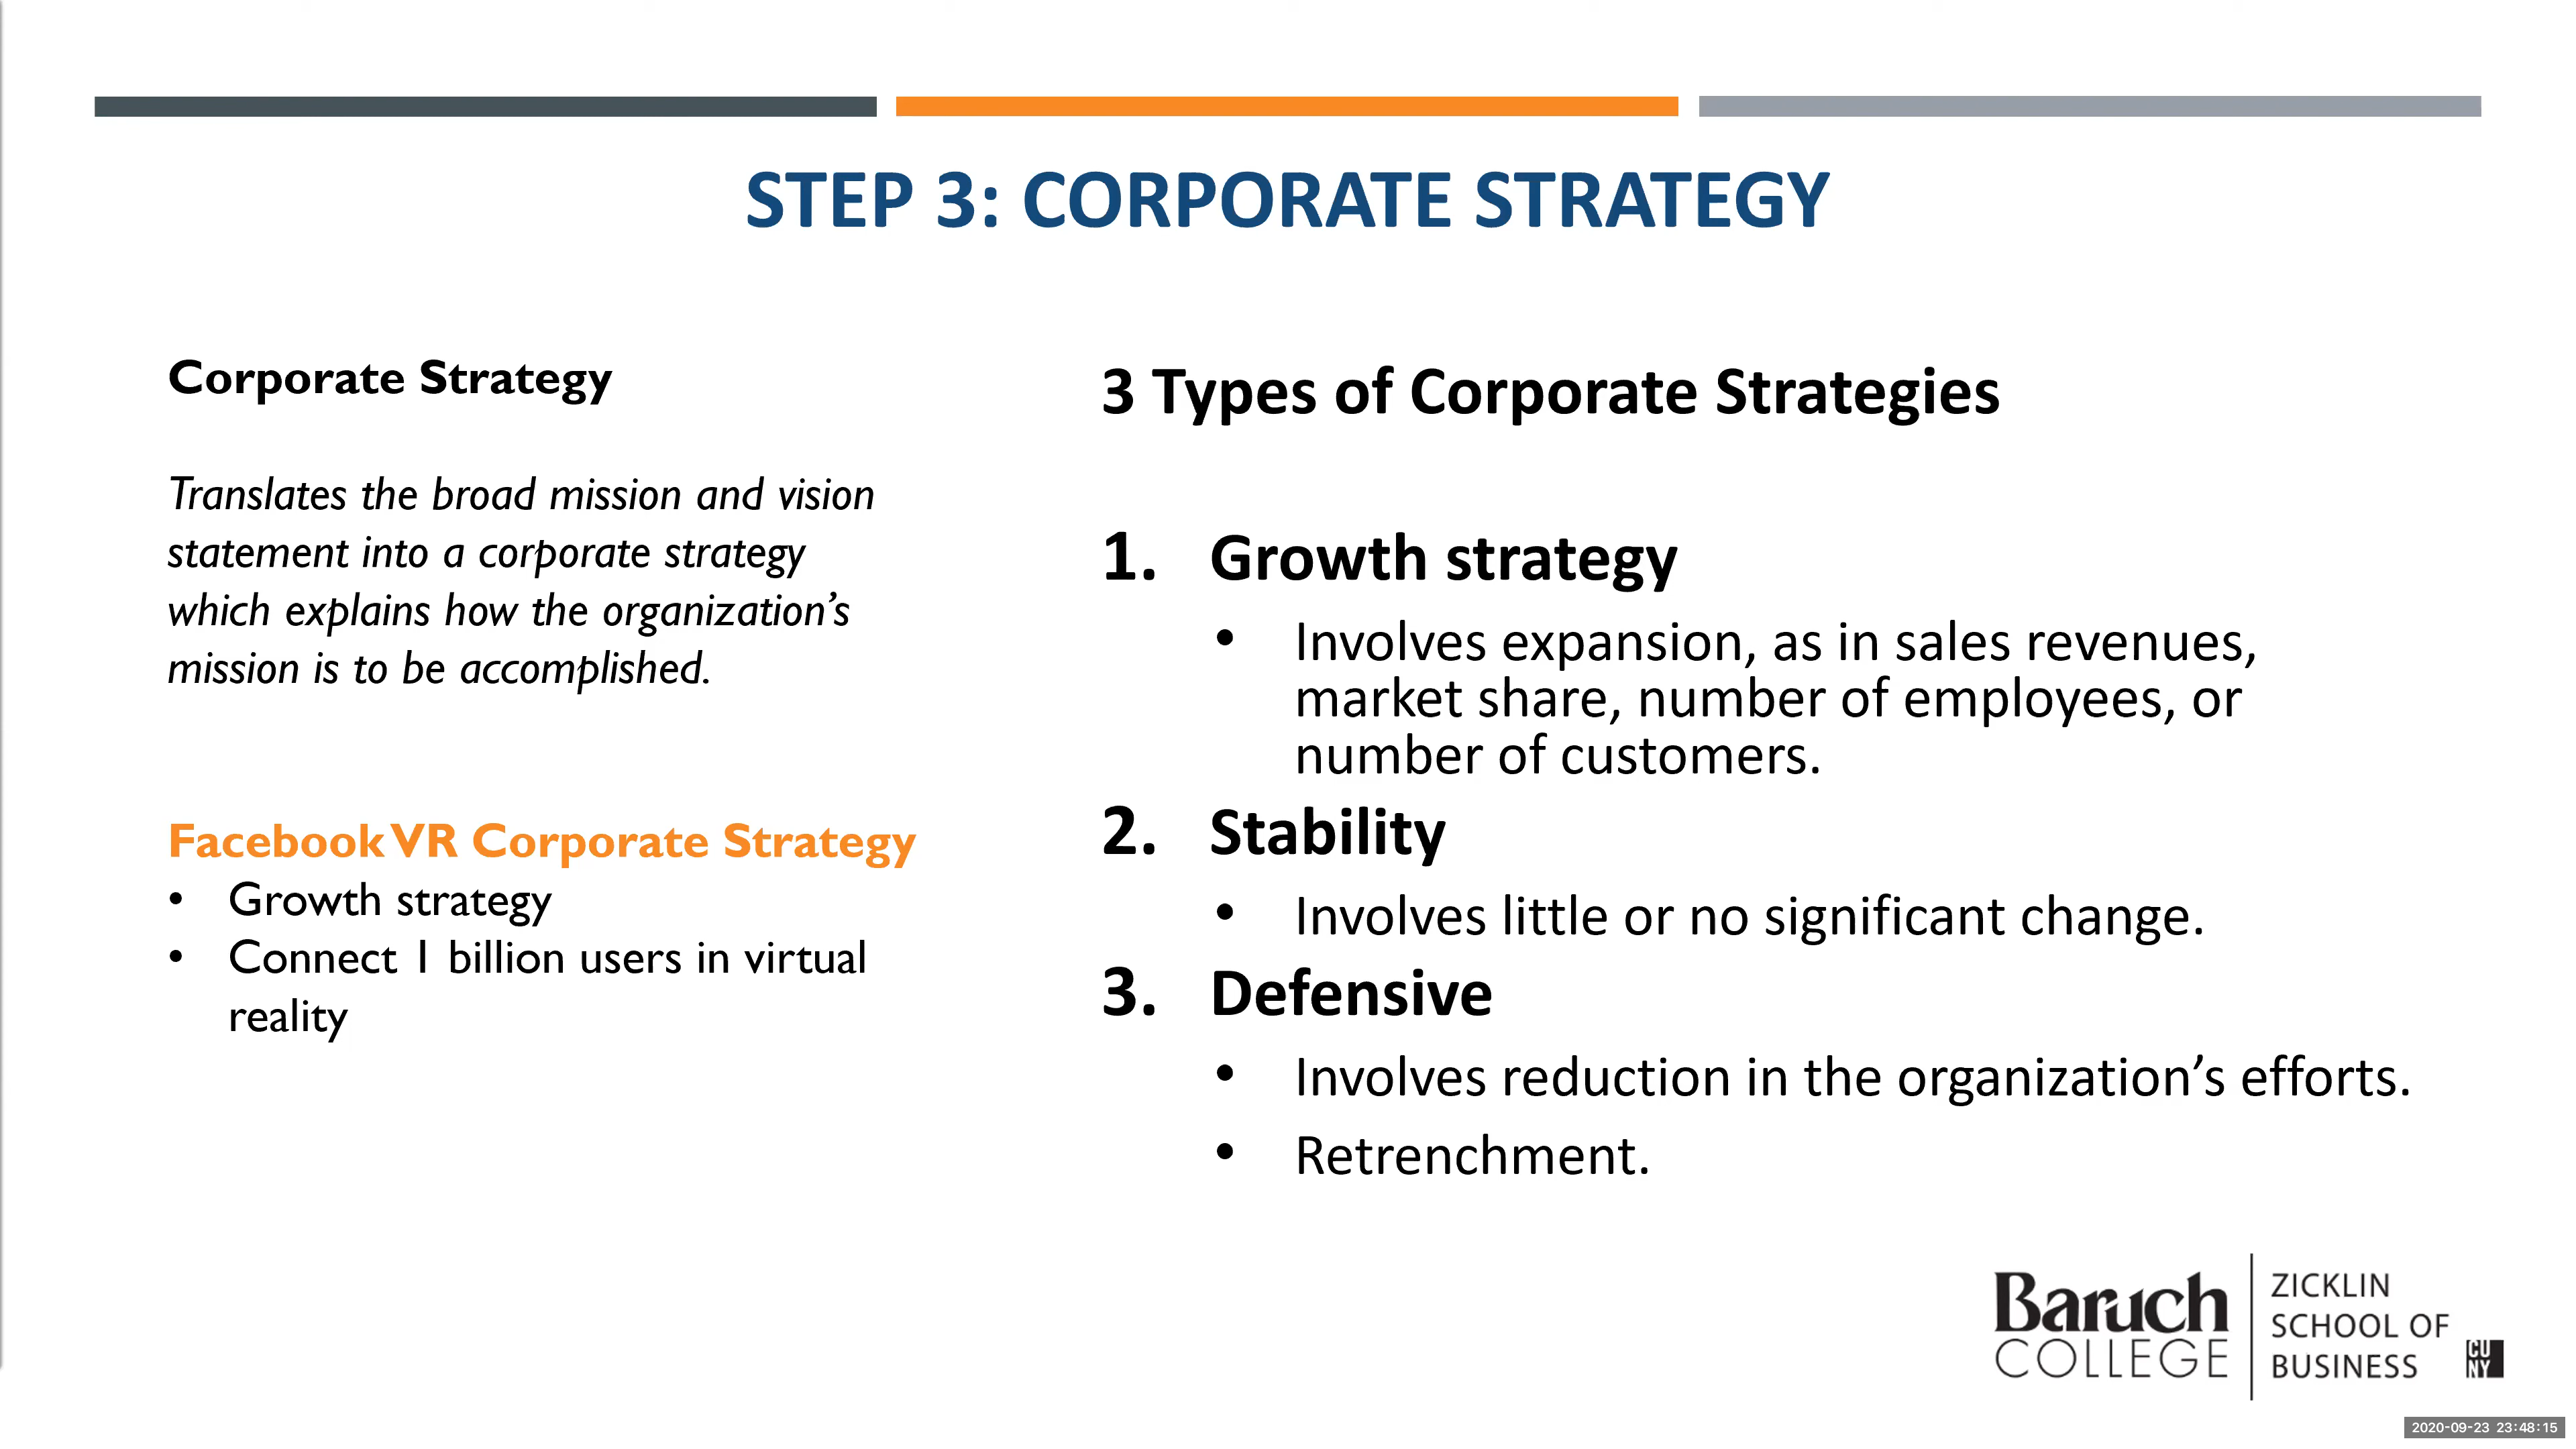 STEP 3: CORPORATE STRATEGY
Corporate Strategy
Translates the broad mission and vision
statement into a corporate strategy
which explains how the organization’s
mission is to be accomplished.
Facebook VR Corporate Strategy
• Growth strategy
• Connect 1 billion users in virtual
reality
3 Types of Corporate Strategies
1. Growth strategy
• Involves expansion, as in sales revenues,
market share, number of employees, or
number of customers.
2. Stability
• Involves little or no significant change.
3. Defensive
• Involves reduction in the organization’s efforts.
• Retrenchment.
Baruch
COLLEGE
ZICKLIN
SCHOOL OF
BUSINESS
CU
NY
2020-09-23 23:48:15